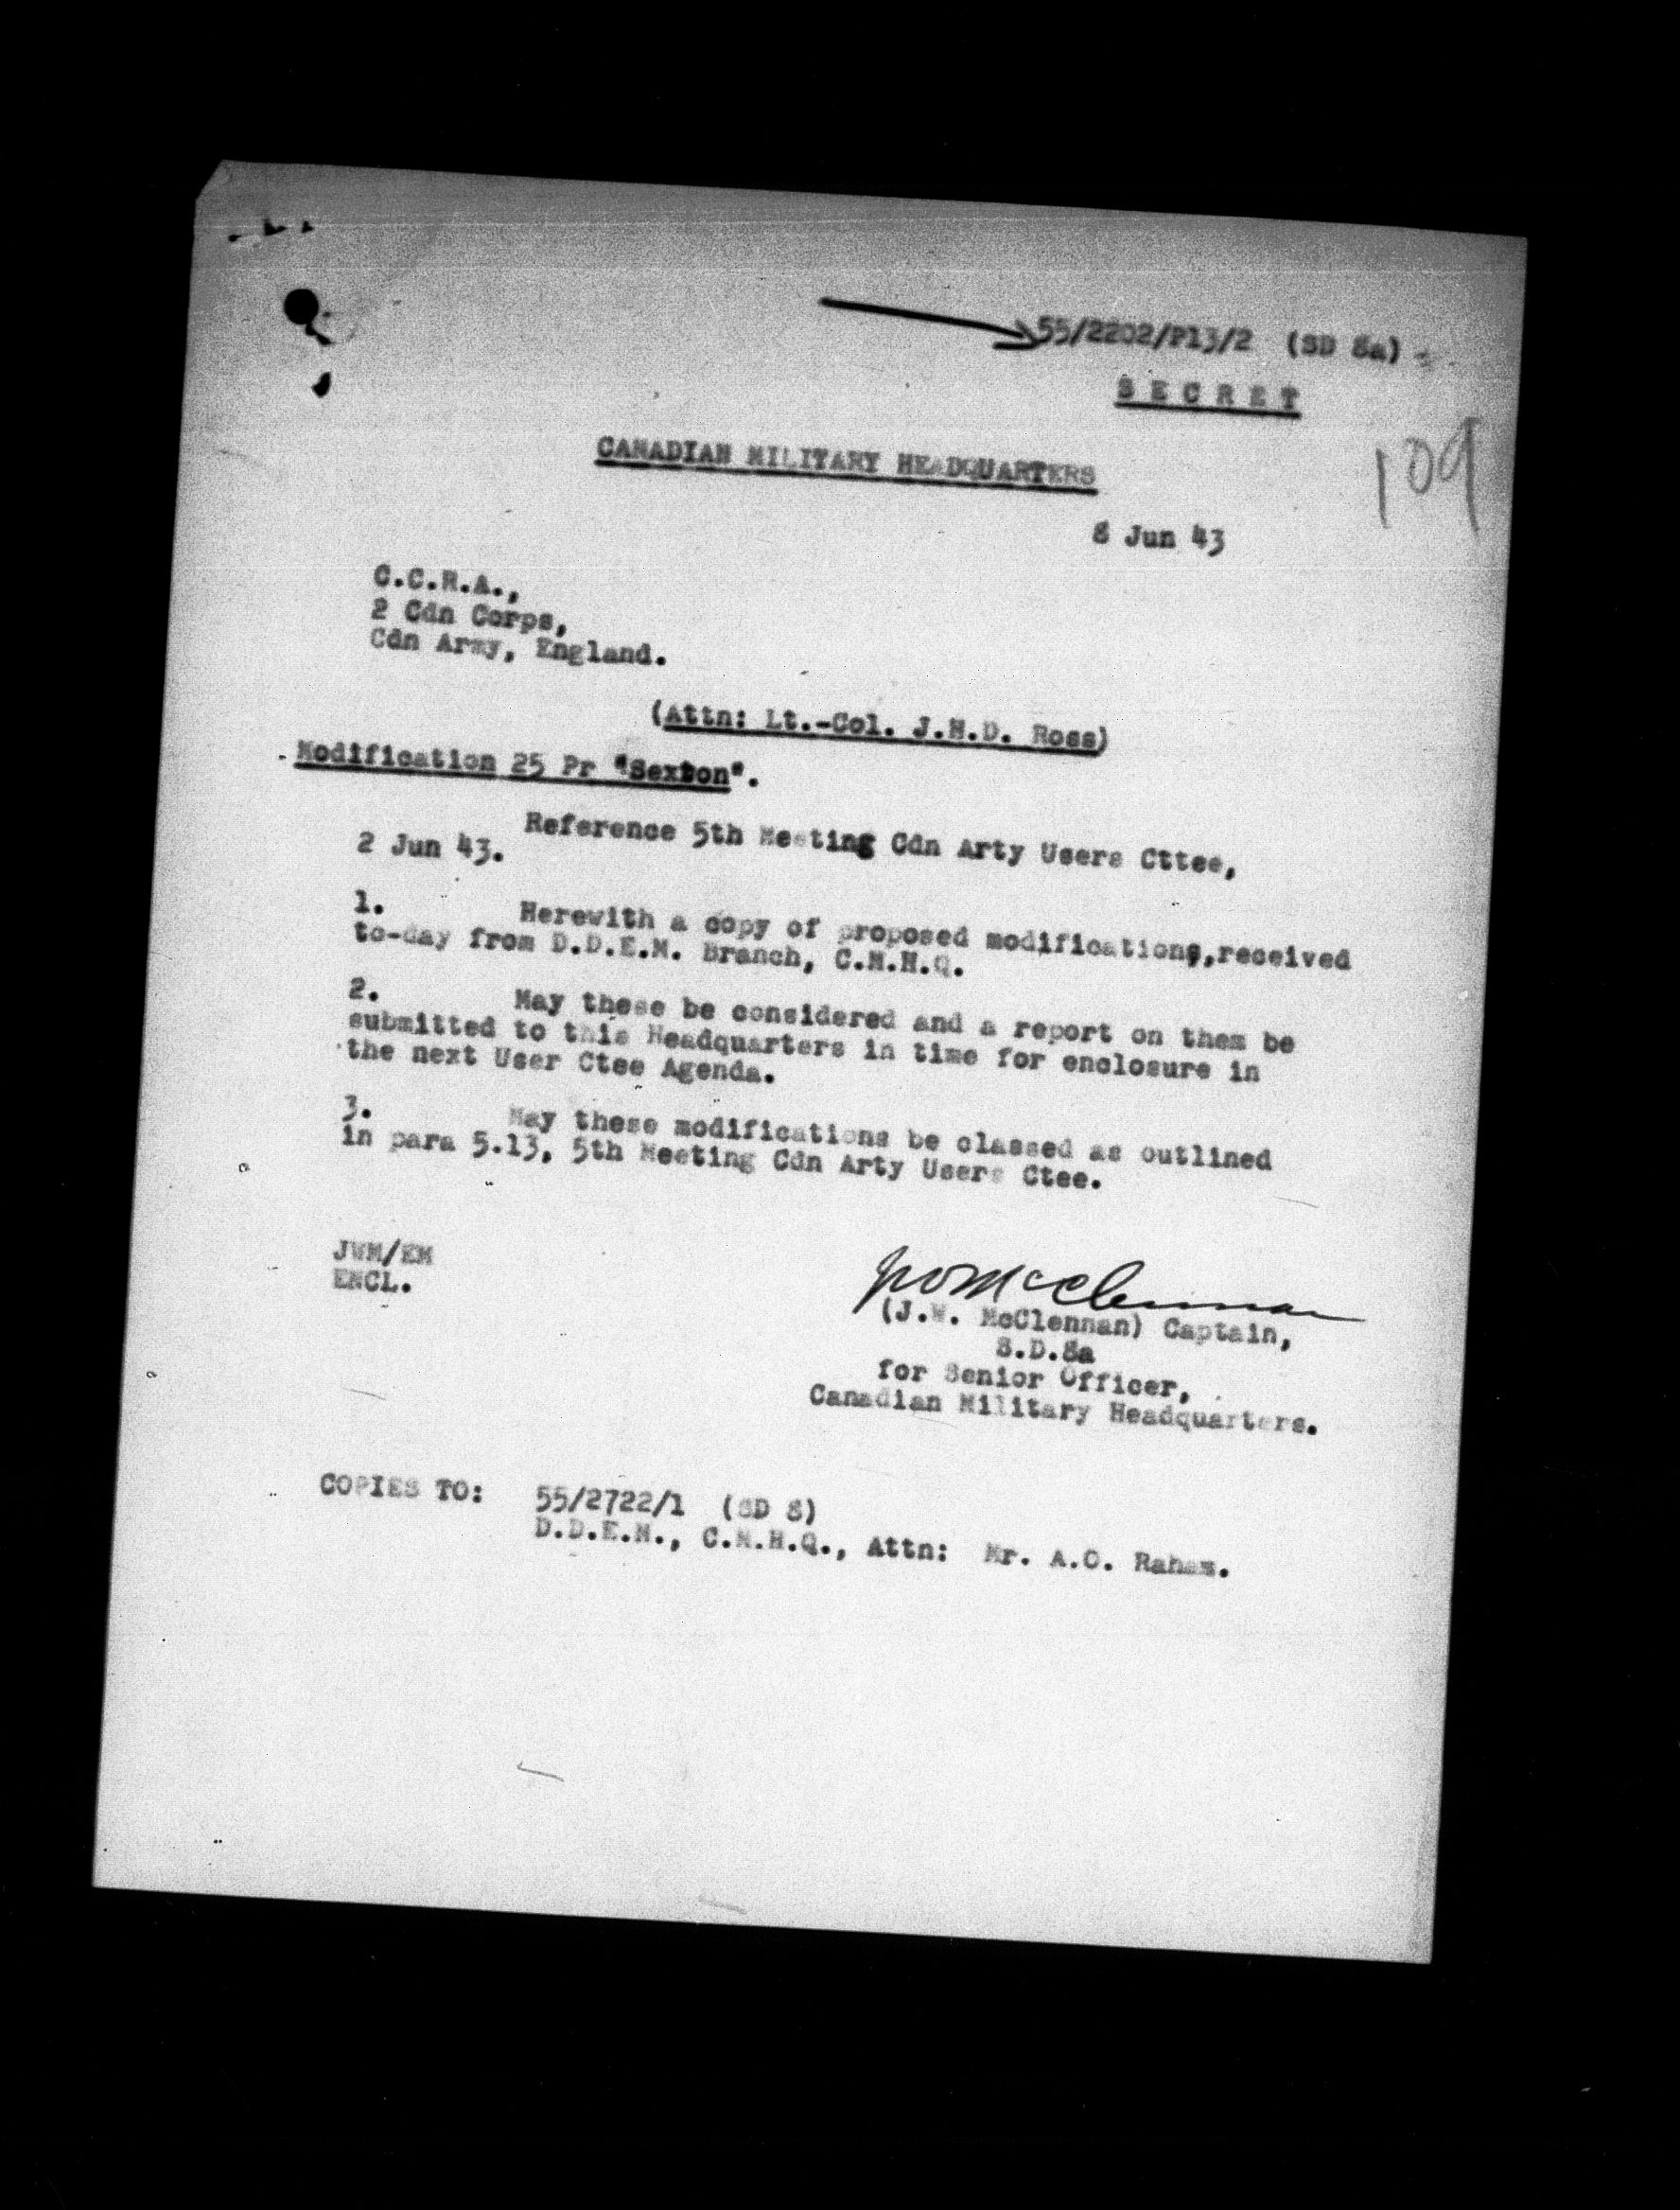 55/2202/P13/2 (SD 8a)
SECRET
109
CANADIAN MILITARY HEADQUARTERS
8 Jun 43
C.C.R.A.,
2 Cdn Corps,
Cdn Army, England.
(Attn: Lt.-Col. J.H.D. Ross)
Modification 25 Pr "Sexton".
Reference 5th Meeting Cdn Arty Users Cttee,
2 Jun 43.
1. Herewith a copy of proposed modifications, received
to-day from D.D.E.M. Branch, C.M.H.Q.
2. May these be considered and a report on them be
submitted to this Headquarters in time for enclosure in
the next User Ctee Agenda.
3. May these modifications be classed as outlined
in para 5.13, 5th Meeting Cdn Arty Users Ctee.
JWM/EM
ENCL.
JWMcClennan
(J.W. McClennan) Captain,
S.D.8a
for Senior Officer,
Canadian Military Headquarters.
COPIES TO: 55/2722/1 (SD 8)
D.D.E.M., C.M.H.Q., Attn: Mr. A.O.